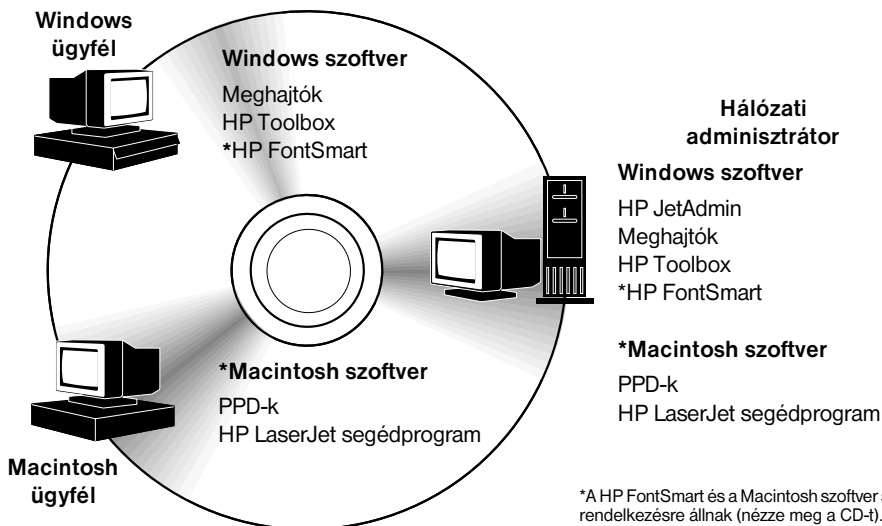 Windows
ügyfél
Windows szoftver
Meghajtók
HP Toolbox
*HP FontSmart
Hálózati
adminisztrátor
Windows szoftver
HP JetAdmin
Meghajtók
HP Toolbox
*HP FontSmart
*Macintosh szoftver
PPD-k
HP LaserJet segédprogram
*Macintosh szoftver
PPD-k
HP LaserJet segédprogram
Macintosh
ügyfél
*A HP FontSmart és a Macintosh szoftver
rendelkezésre állnak (nézze meg a CD-t).